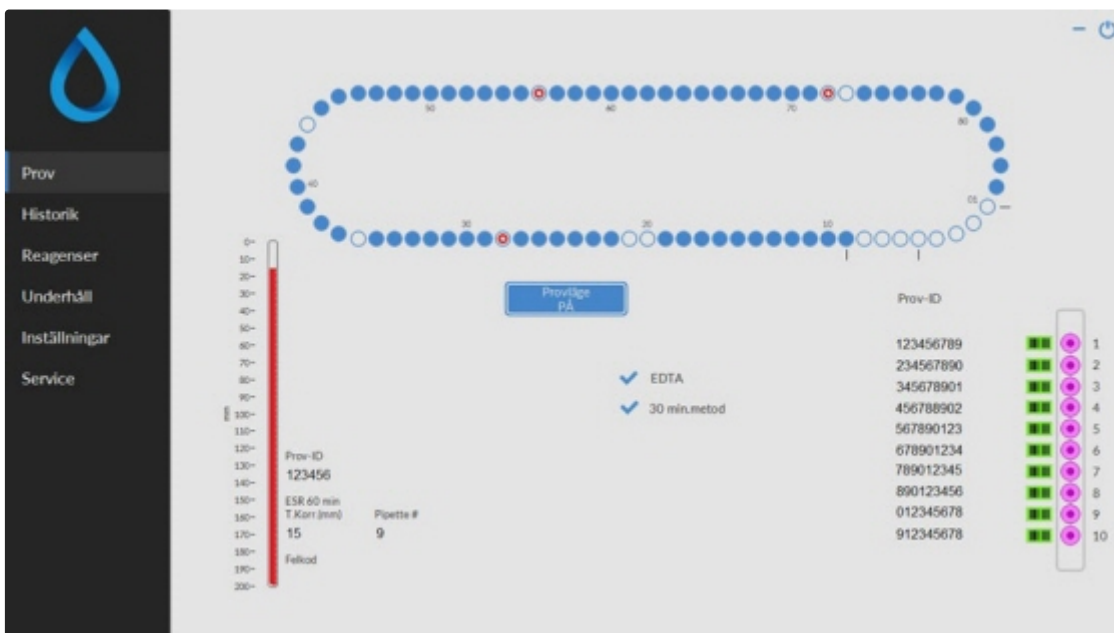 Prov
Historik
Reagenser
Underhåll
Inställningar
Service
50
60
70
80
40
01
30
20
10
0-
10-
20-
30-
40-
50-
60-
70-
80-
90-
mm
100-
110-
120-
130-
140-
150-
160-
170-
180-
190-
200-
Provläge
PÅ
EDTA
30 min.metod
Prov-ID
123456
ESR 60 min
T.Korr.(mm) Pipette #
15 9
Felkod
Prov-ID
123456789 1
234567890 2
345678901 3
456788902 4
567890123 5
678901234 6
789012345 7
890123456 8
012345678 9
912345678 10